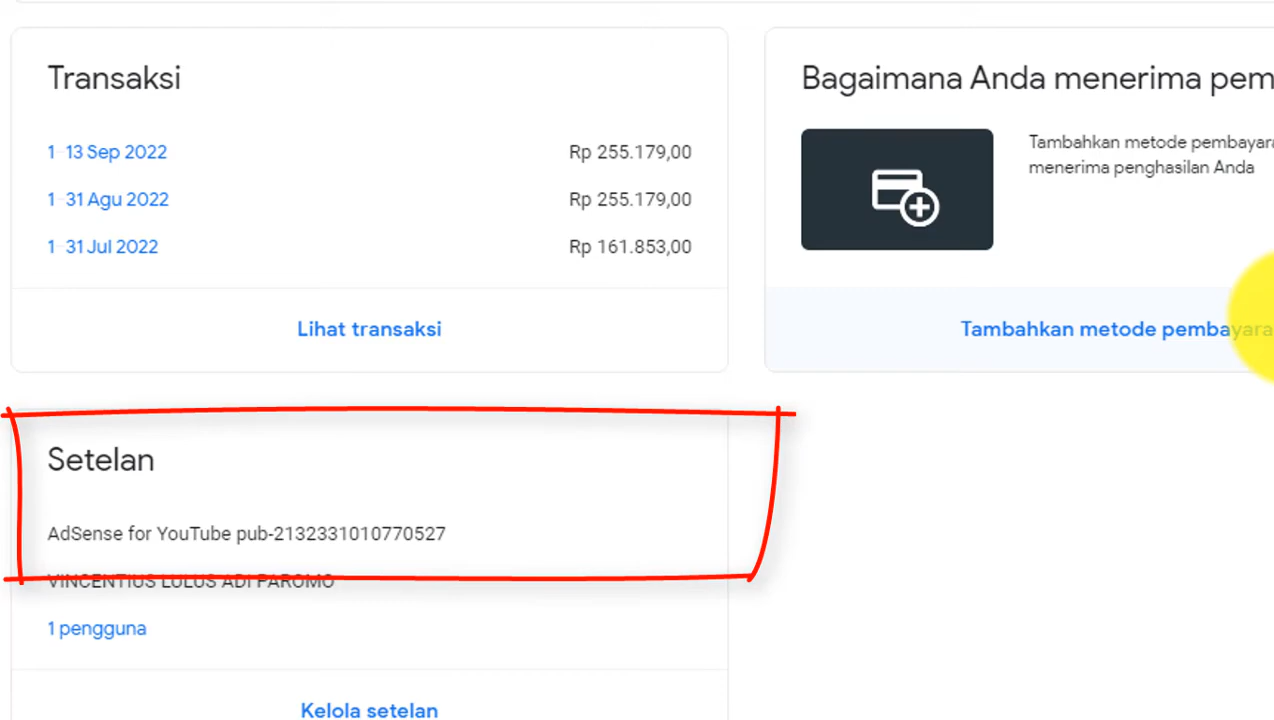 Transaksi
1–13 Sep 2022 Rp 255.179,00
1–31 Agu 2022 Rp 255.179,00
1–31 Jul 2022 Rp 161.853,00
Lihat transaksi
Bagaimana Anda menerima pem
Tambahkan metode pembayara
menerima penghasilan Anda
Tambahkan metode pembayara
Setelan
AdSense for YouTube pub-2132331010770527
VINCENTIUS LULUS ADI PAROMO
1 pengguna
Kelola setelan